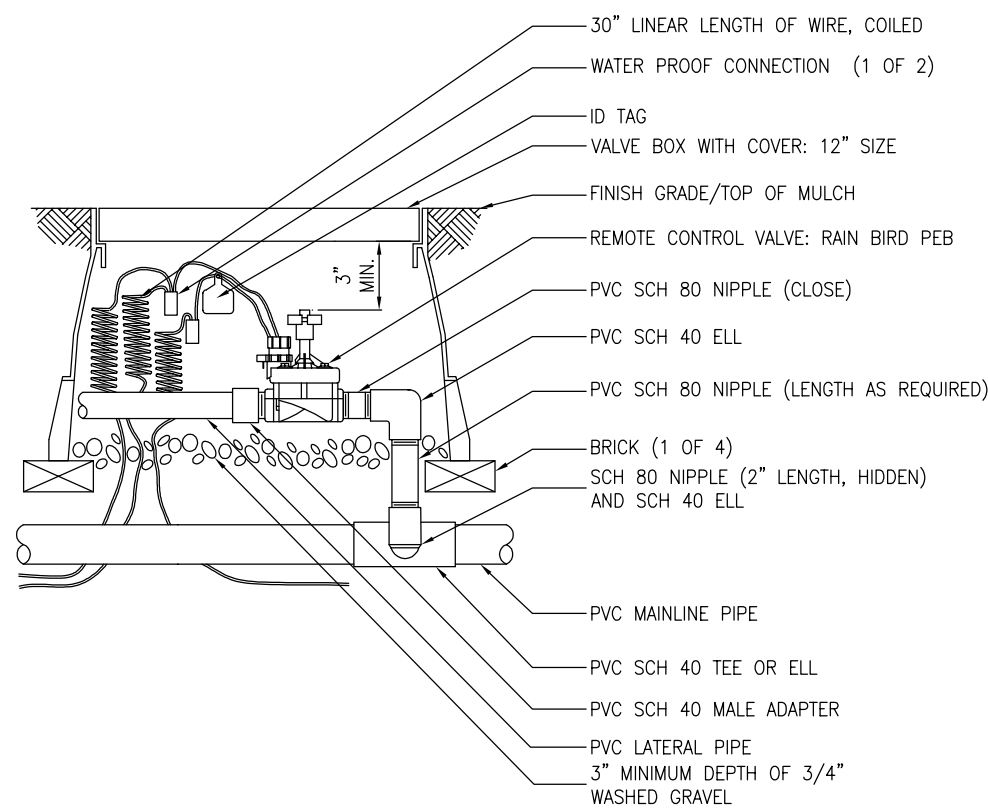 30" LINEAR LENGTH OF WIRE, COILED
WATER PROOF CONNECTION (1 OF 2)
ID TAG
VALVE BOX WITH COVER: 12" SIZE
FINISH GRADE/TOP OF MULCH
REMOTE CONTROL VALVE: RAIN BIRD PEB
3"
MIN.
PVC SCH 80 NIPPLE (CLOSE)
PVC SCH 40 ELL
PVC SCH 80 NIPPLE (LENGTH AS REQUIRED)
BRICK (1 OF 4)
SCH 80 NIPPLE (2" LENGTH, HIDDEN)
AND SCH 40 ELL
PVC MAINLINE PIPE
PVC SCH 40 TEE OR ELL
PVC SCH 40 MALE ADAPTER
PVC LATERAL PIPE
3" MINIMUM DEPTH OF 3/4"
WASHED GRAVEL